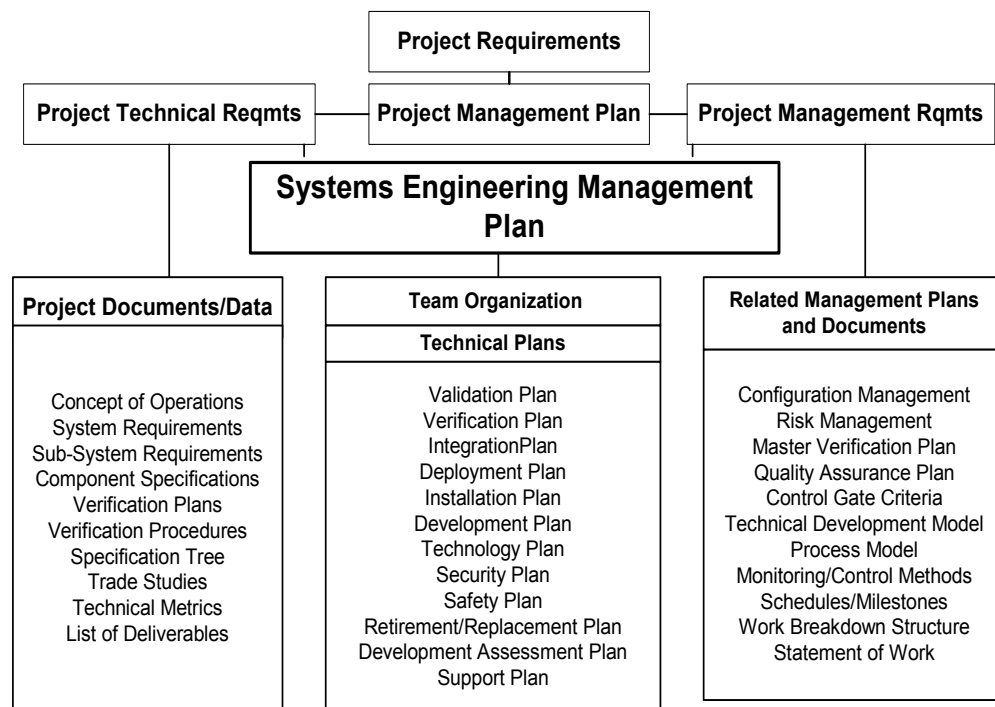 Project Requirements
Project Technical Reqmts
Project Management Plan
Project Management Rqmts
Systems Engineering Management
Plan
Project Documents/Data
Concept of Operations
System Requirements
Sub-System Requirements
Component Specifications
Verification Plans
Verification Procedures
Specification Tree
Trade Studies
Technical Metrics
List of Deliverables
Team Organization
Technical Plans
Validation Plan
Verification Plan
IntegrationPlan
Deployment Plan
Installation Plan
Development Plan
Technology Plan
Security Plan
Safety Plan
Retirement/Replacement Plan
Development Assessment Plan
Support Plan
Related Management Plans
and Documents
Configuration Management
Risk Management
Master Verification Plan
Quality Assurance Plan
Control Gate Criteria
Technical Development Model
Process Model
Monitoring/Control Methods
Schedules/Milestones
Work Breakdown Structure
Statement of Work